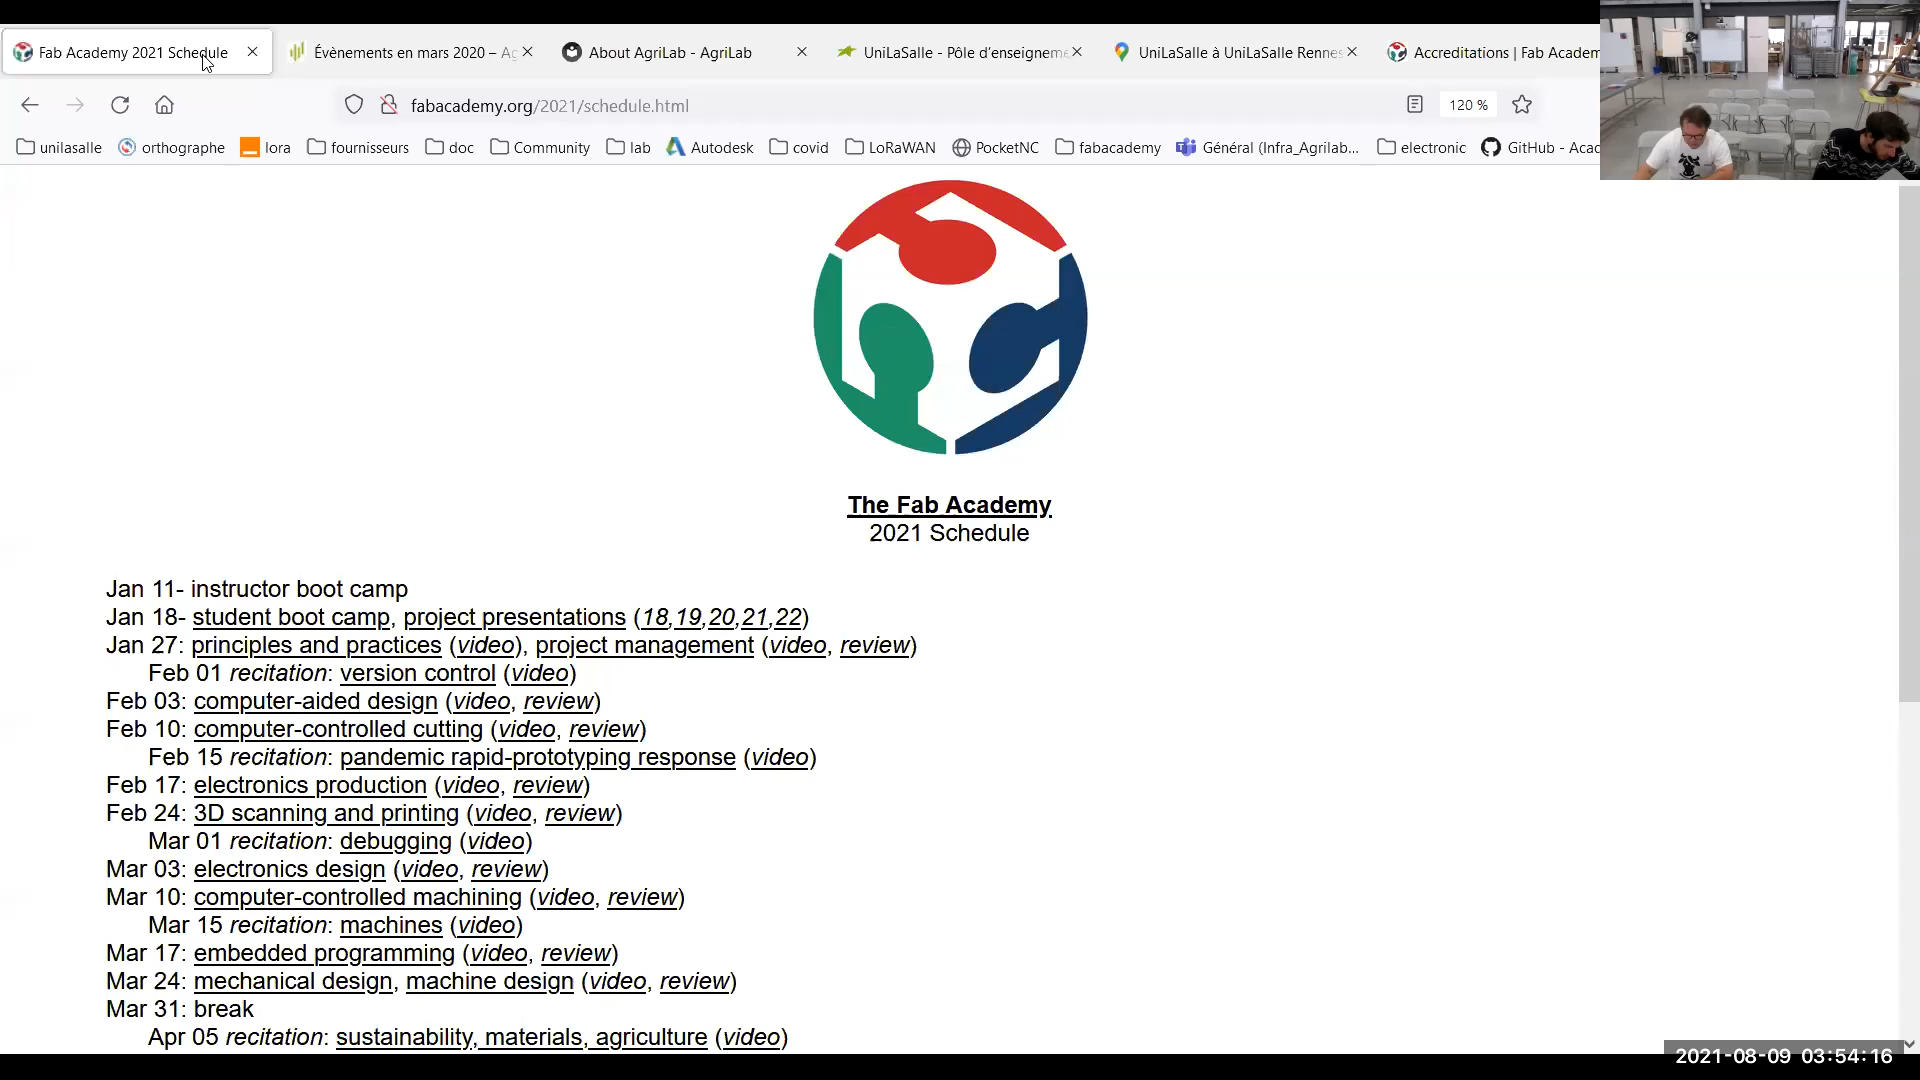 Fab Academy 2021 Schedule
Évènements en mars 2020 – Ag
About AgriLab - AgriLab
UniLaSalle - Pôle d'enseigneme
UniLaSalle à UniLaSalle Rennes
Accreditations | Fab Academ
fabacademy.org/2021/schedule.html
120 %
unilasalle
orthographe
lora
fournisseurs
doc
Community
lab
Autodesk
covid
LoRaWAN
PocketNC
fabacademy
Général (Infra_Agrilab...
electronic
GitHub - Acad
The Fab Academy
2021 Schedule
Jan 11- instructor boot camp
Jan 18- student boot camp, project presentations (18,19,20,21,22)
Jan 27: principles and practices (video), project management (video, review)
Feb 01 recitation: version control (video)
Feb 03: computer-aided design (video, review)
Feb 10: computer-controlled cutting (video, review)
Feb 15 recitation: pandemic rapid-prototyping response (video)
Feb 17: electronics production (video, review)
Feb 24: 3D scanning and printing (video, review)
Mar 01 recitation: debugging (video)
Mar 03: electronics design (video, review)
Mar 10: computer-controlled machining (video, review)
Mar 15 recitation: machines (video)
Mar 17: embedded programming (video, review)
Mar 24: mechanical design, machine design (video, review)
Mar 31: break
Apr 05 recitation: sustainability, materials, agriculture (video)
2021-08-09 03:54:16